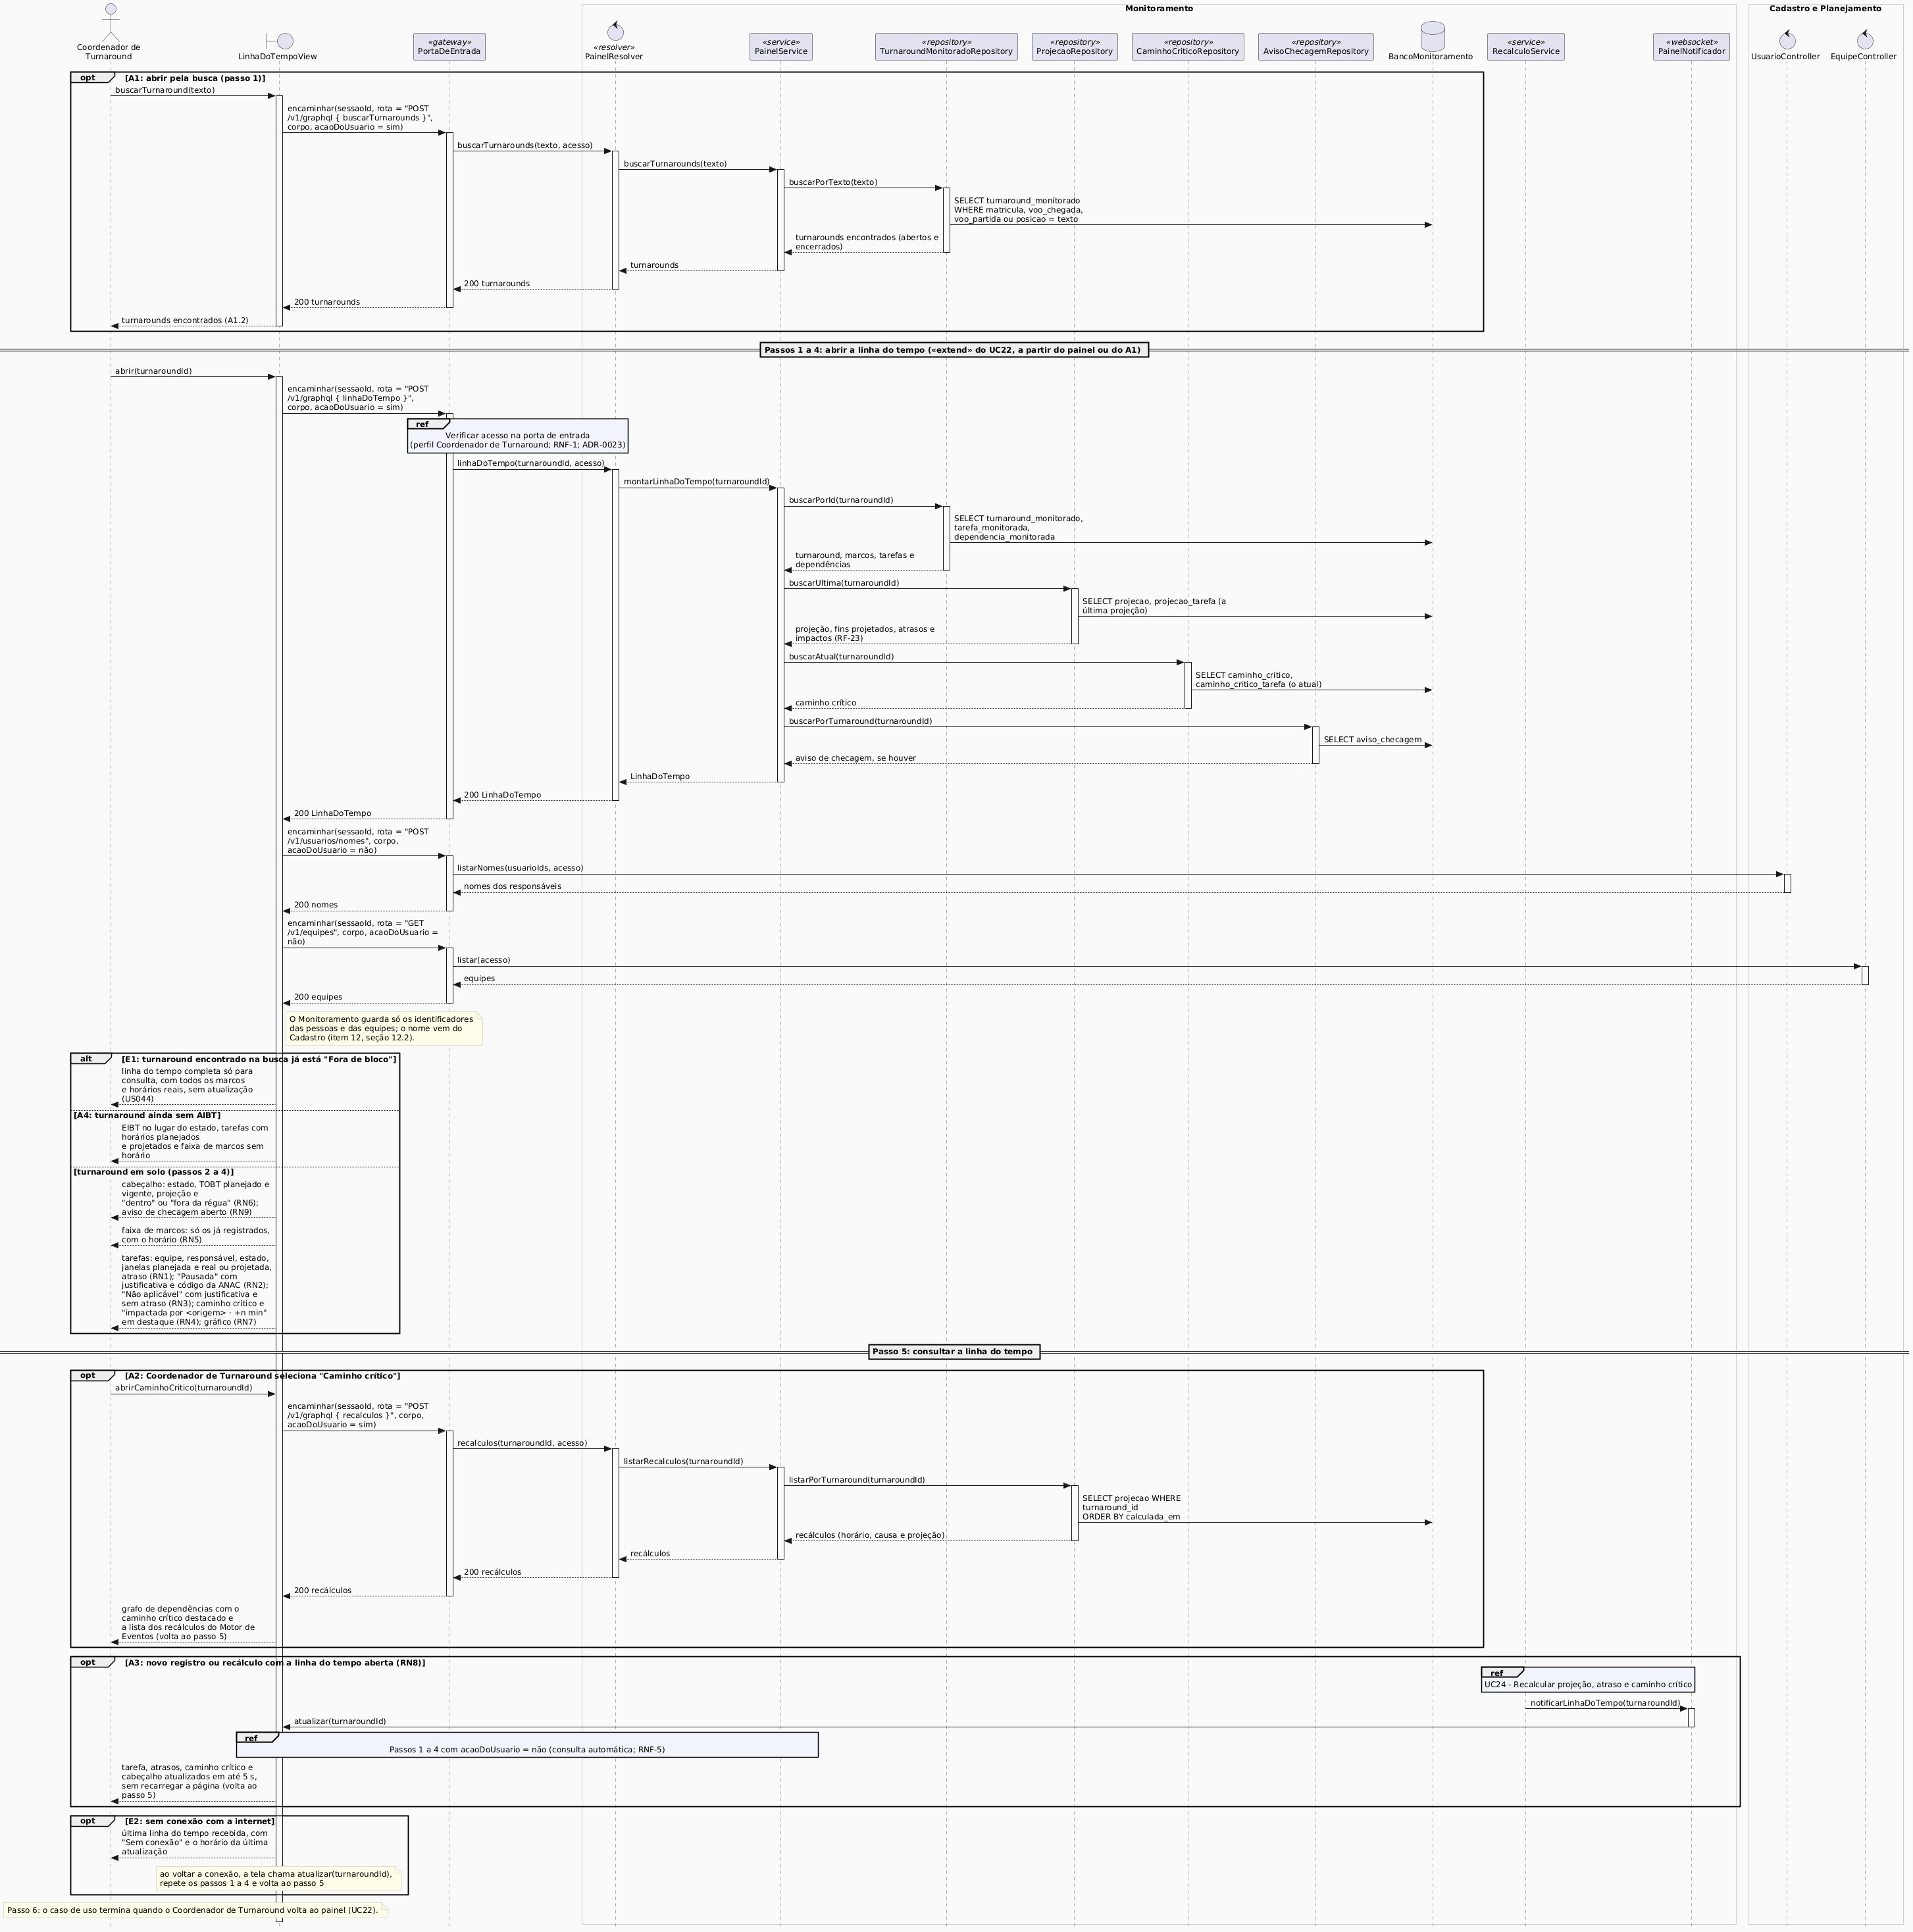 Monitoramento
Cadastro e Planejamento
Coordenador de
Turnaround
LinhaDoTempoView
«gateway»
PortaDeEntrada
«resolver»
PainelResolver
«service»
PainelService
«repository»
TurnaroundMonitoradoRepository
«repository»
ProjecaoRepository
«repository»
CaminhoCriticoRepository
«repository»
AvisoChecagemRepository
BancoMonitoramento
«service»
RecalculoService
«websocket»
PainelNotificador
UsuarioController
EquipeController
opt [A1: abrir pela busca (passo 1)]
buscarTurnaround(texto)
encaminhar(sessaoId, rota = "POST
/v1/graphql { buscarTurnarounds }",
corpo, acaoDoUsuario = sim)
buscarTurnarounds(texto, acesso)
buscarTurnarounds(texto)
buscarPorTexto(texto)
SELECT turnaround_monitorado
WHERE matricula, voo_chegada,
voo_partida ou posicao = texto
turnarounds encontrados (abertos e
encerrados)
turnarounds
200 turnarounds
200 turnarounds
turnarounds encontrados (A1.2)
Passos 1 a 4: abrir a linha do tempo («extend» do UC22, a partir do painel ou do A1)
abrir(turnaroundId)
encaminhar(sessaoId, rota = "POST
/v1/graphql { linhaDoTempo }",
corpo, acaoDoUsuario = sim)
ref
Verificar acesso na porta de entrada
(perfil Coordenador de Turnaround; RNF-1; ADR-0023)
linhaDoTempo(turnaroundId, acesso)
montarLinhaDoTempo(turnaroundId)
buscarPorId(turnaroundId)
SELECT turnaround_monitorado,
tarefa_monitorada,
dependencia_monitorada
turnaround, marcos, tarefas e
dependências
buscarUltima(turnaroundId)
SELECT projecao, projecao_tarefa (a
última projeção)
projeção, fins projetados, atrasos e
impactos (RF-23)
buscarAtual(turnaroundId)
SELECT caminho_critico,
caminho_critico_tarefa (o atual)
caminho crítico
buscarPorTurnaround(turnaroundId)
SELECT aviso_checagem
aviso de checagem, se houver
LinhaDoTempo
200 LinhaDoTempo
200 LinhaDoTempo
encaminhar(sessaoId, rota = "POST
/v1/usuarios/nomes", corpo,
acaoDoUsuario = não)
listarNomes(usuarioIds, acesso)
nomes dos responsáveis
200 nomes
encaminhar(sessaoId, rota = "GET
/v1/equipes", corpo, acaoDoUsuario =
não)
listar(acesso)
equipes
200 equipes
O Monitoramento guarda só os identificadores
das pessoas e das equipes; o nome vem do
Cadastro (item 12, seção 12.2).
alt [E1: turnaround encontrado na busca já está "Fora de bloco"]
linha do tempo completa só para
consulta, com todos os marcos
e horários reais, sem atualização
(US044)
[A4: turnaround ainda sem AIBT]
EIBT no lugar do estado, tarefas com
horários planejados
e projetados e faixa de marcos sem
horário
[turnaround em solo (passos 2 a 4)]
cabeçalho: estado, TOBT planejado e
vigente, projeção e
"dentro" ou "fora da régua" (RN6);
aviso de checagem aberto (RN9)
faixa de marcos: só os já registrados,
com o horário (RN5)
tarefas: equipe, responsável, estado,
janelas planejada e real ou projetada,
atraso (RN1); "Pausada" com
justificativa e código da ANAC (RN2);
"Não aplicável" com justificativa e
sem atraso (RN3); caminho crítico e
"impactada por <origem> · +n min"
em destaque (RN4); gráfico (RN7)
Passo 5: consultar a linha do tempo
opt [A2: Coordenador de Turnaround seleciona "Caminho crítico"]
abrirCaminhoCritico(turnaroundId)
encaminhar(sessaoId, rota = "POST
/v1/graphql { recalculos }", corpo,
acaoDoUsuario = sim)
recalculos(turnaroundId, acesso)
listarRecalculos(turnaroundId)
listarPorTurnaround(turnaroundId)
SELECT projecao WHERE
turnaround_id
ORDER BY calculada_em
recálculos (horário, causa e projeção)
recálculos
200 recálculos
200 recálculos
grafo de dependências com o
caminho crítico destacado e
a lista dos recálculos do Motor de
Eventos (volta ao passo 5)
opt [A3: novo registro ou recálculo com a linha do tempo aberta (RN8)]
ref
UC24 - Recalcular projeção, atraso e caminho crítico
notificarLinhaDoTempo(turnaroundId)
atualizar(turnaroundId)
ref
Passos 1 a 4 com acaoDoUsuario = não (consulta automática; RNF-5)
tarefa, atrasos, caminho crítico e
cabeçalho atualizados em até 5 s,
sem recarregar a página (volta ao
passo 5)
opt [E2: sem conexão com a internet]
última linha do tempo recebida, com
"Sem conexão" e o horário da última
atualização
ao voltar a conexão, a tela chama atualizar(turnaroundId),
repete os passos 1 a 4 e volta ao passo 5
Passo 6: o caso de uso termina quando o Coordenador de Turnaround volta ao painel (UC22).